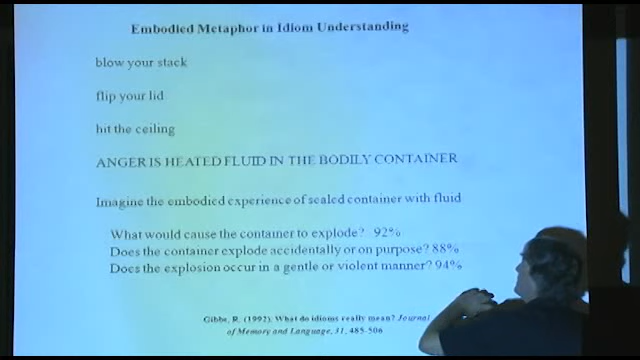 Embodied Metaphor in Idiom Understanding
blow your stack
flip your lid
hit the ceiling
ANGER IS HEATED FLUID IN THE BODILY CONTAINER
Imagine the embodied experience of sealed container with fluid
What would cause the container to explode? 92%
Does the container explode accidentally or on purpose? 88%
Does the explosion occur in a gentle or violent manner? 94%
Gibbs, R. (1992). What do idioms really mean? Journal
of Memory and Language, 31, 485-506